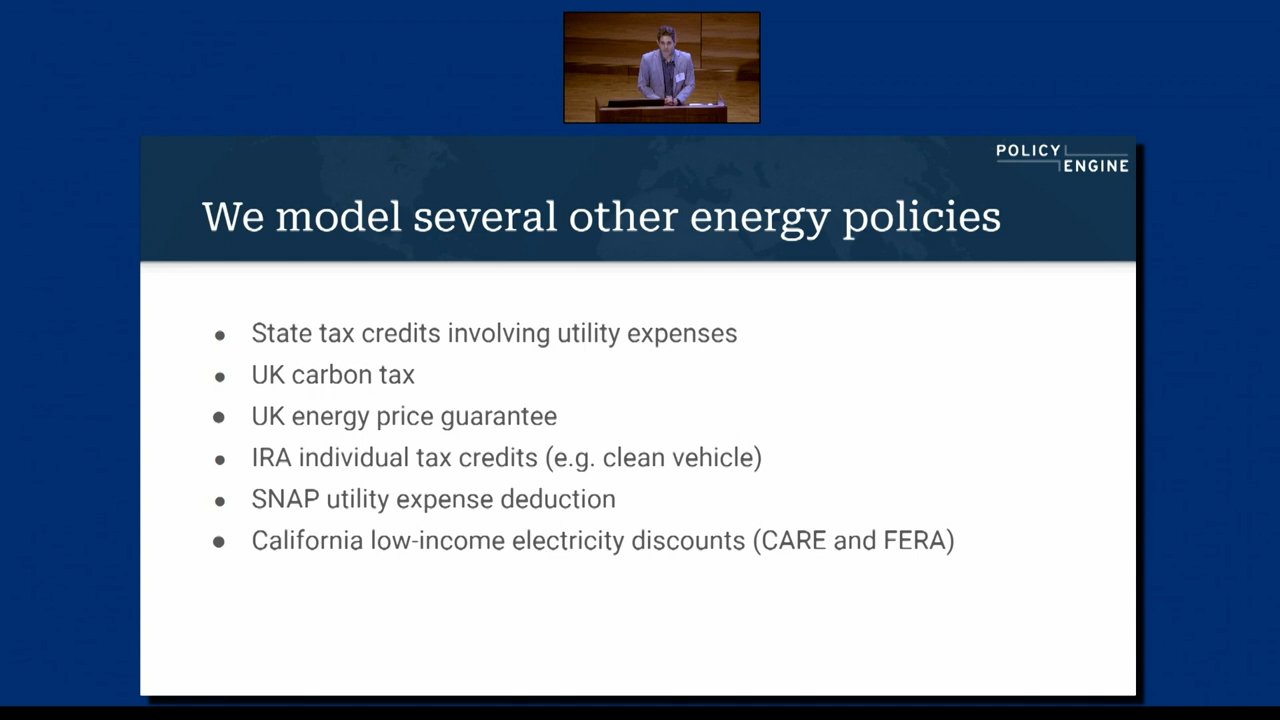 POLICY
ENGINE
We model several other energy policies
State tax credits involving utility expenses
UK carbon tax
UK energy price guarantee
IRA individual tax credits (e.g. clean vehicle)
SNAP utility expense deduction
California low-income electricity discounts (CARE and FERA)